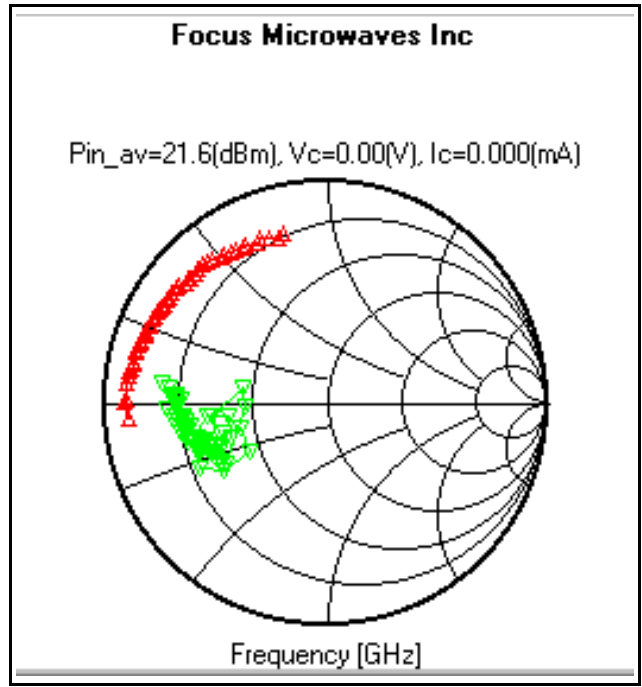 Focus Microwaves Inc
Pin_av=21.6(dBm), Vc=0.00(V), Ic=0.000(mA)
Frequency [GHz]